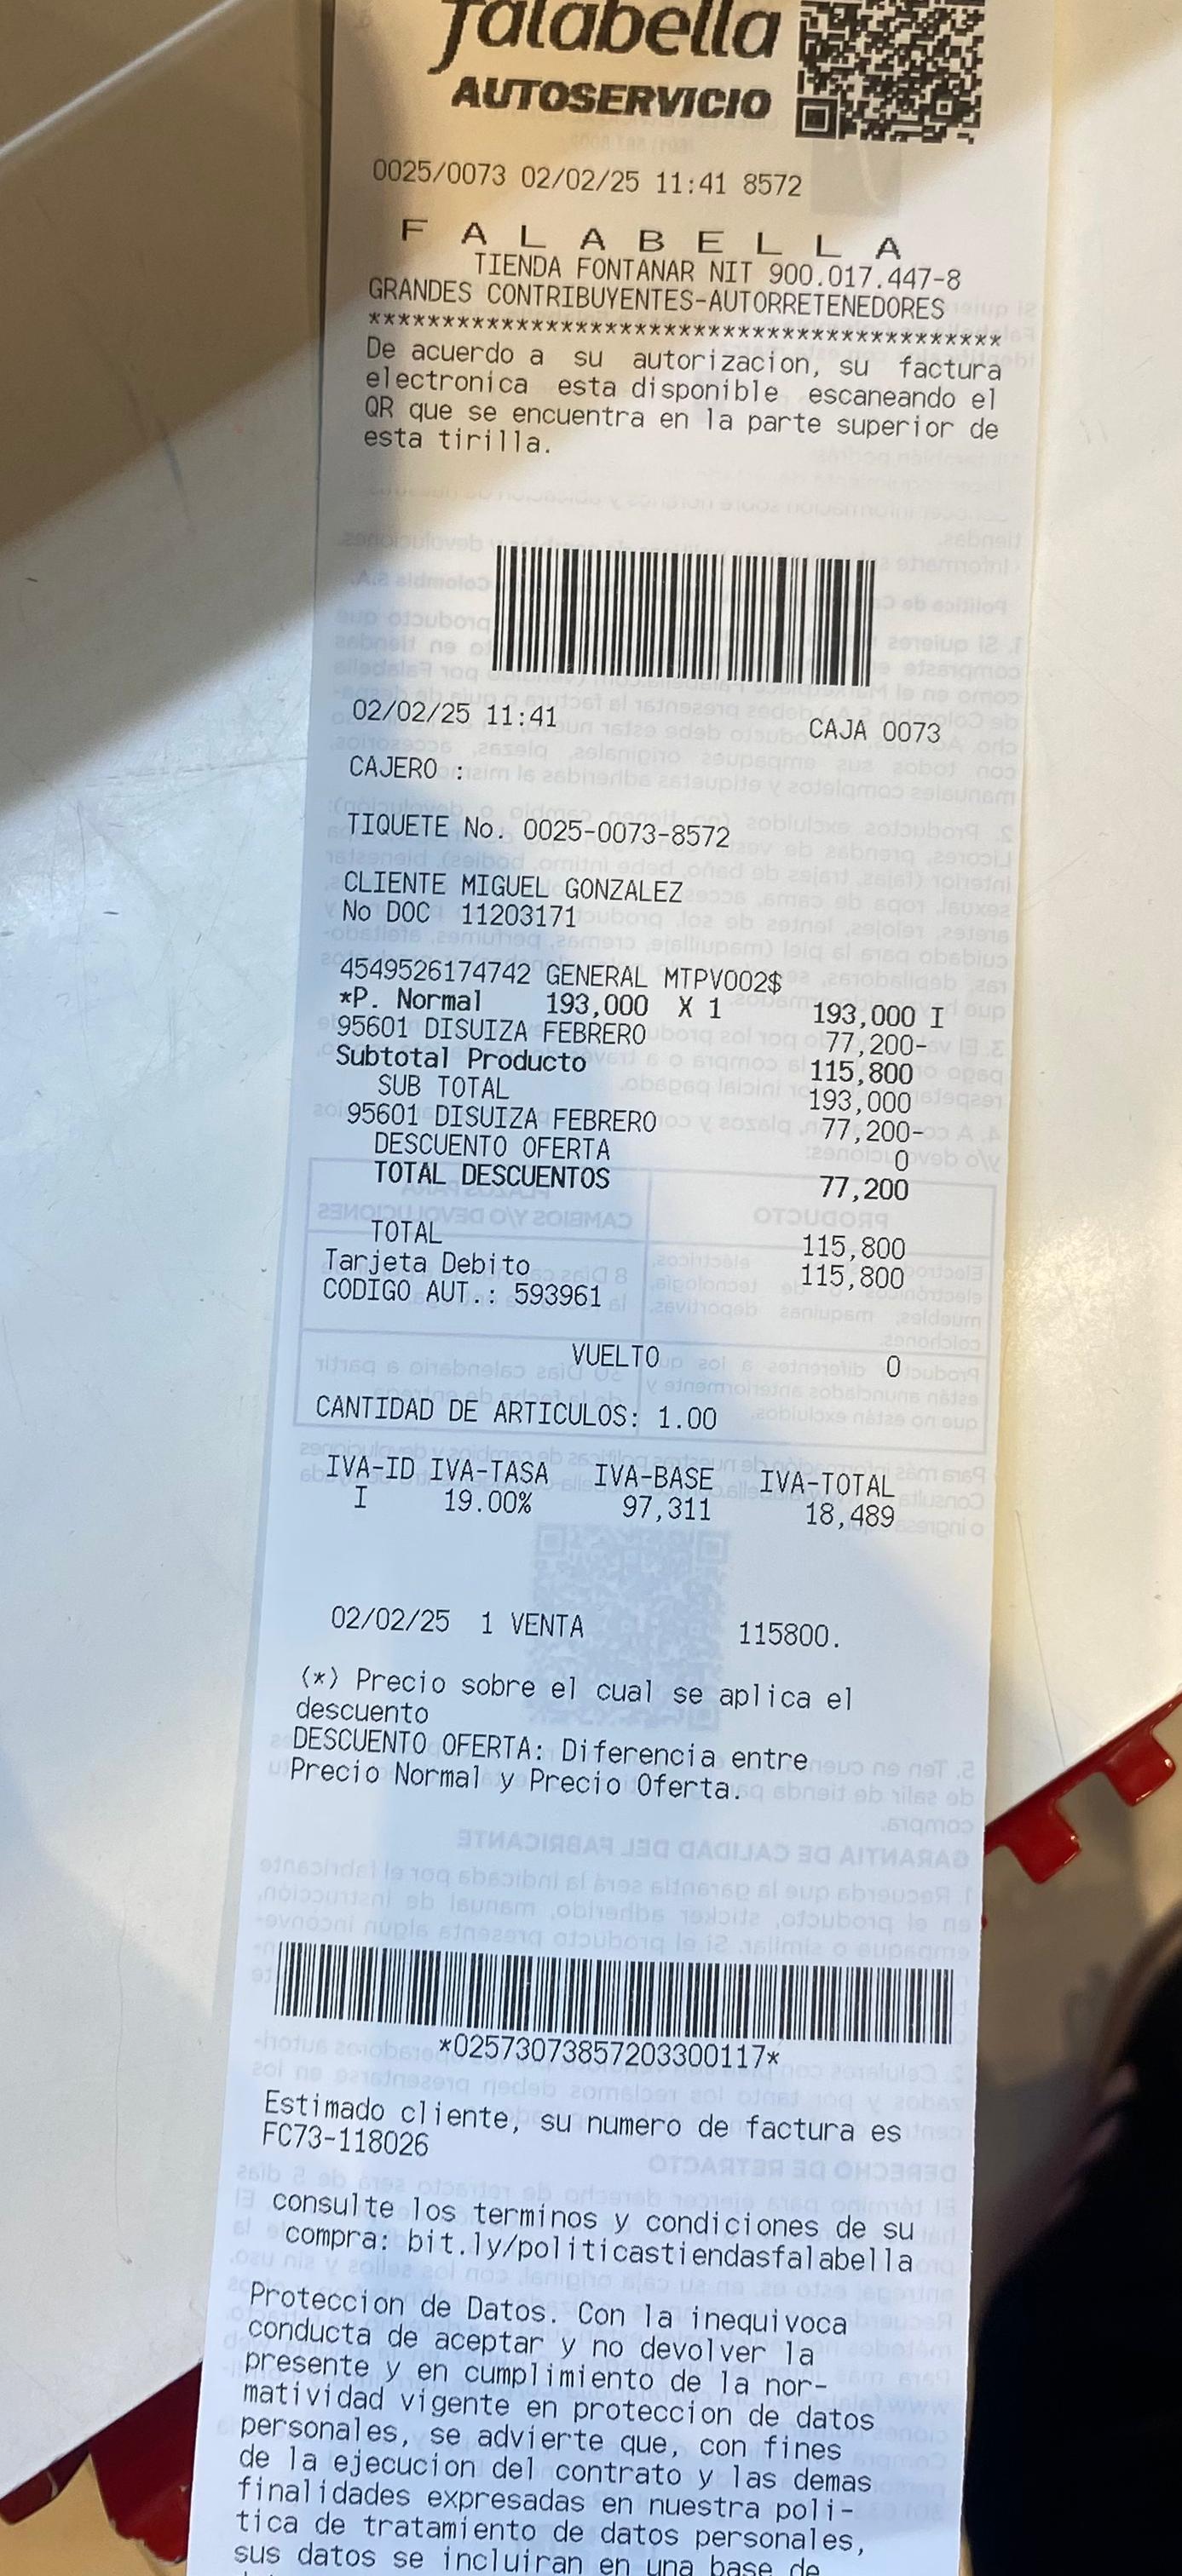 falabella
AUTOSERVICIO
0025/0073 02/02/25 11:41 8572
F A L A B E L L A
TIENDA FONTANAR NIT 900.017.447-8
GRANDES CONTRIBUYENTES-AUTORRETENEDORES
*******************************************
De acuerdo a su autorizacion, su factura
electronica esta disponible escaneando el
QR que se encuentra en la parte superior de
esta tirilla.
02/02/25 11:41 CAJA 0073
CAJERO :
TIQUETE No. 0025-0073-8572
CLIENTE MIGUEL GONZALEZ
No DOC 11203171
4549526174742 GENERAL MTPV002$
*P. Normal 193,000 X 1 193,000 I
95601 DISUIZA FEBRERO 77,200-
Subtotal Producto 115,800
SUB TOTAL 193,000
95601 DISUIZA FEBRERO 77,200-
DESCUENTO OFERTA 0
TOTAL DESCUENTOS 77,200
TOTAL 115,800
Tarjeta Debito 115,800
CODIGO AUT.: 593961
VUELTO 0
CANTIDAD DE ARTICULOS: 1.00
IVA-ID IVA-TASA IVA-BASE IVA-TOTAL
I 19.00% 97,311 18,489
02/02/25 1 VENTA 115800.
(*) Precio sobre el cual se aplica el
descuento
DESCUENTO OFERTA: Diferencia entre
Precio Normal y Precio Oferta.
*02573073857203300117*
Estimado cliente, su numero de factura es
FC73-118026
consulte los terminos y condiciones de su
compra: bit.ly/politicastiendasfalabella
Proteccion de Datos. Con la inequivoca
conducta de aceptar y no devolver la
presente y en cumplimiento de la nor-
matividad vigente en proteccion de datos
personales, se advierte que, con fines
de la ejecucion del contrato y las demas
finalidades expresadas en nuestra poli-
tica de tratamiento de datos personales,
sus datos se incluiran en una base de